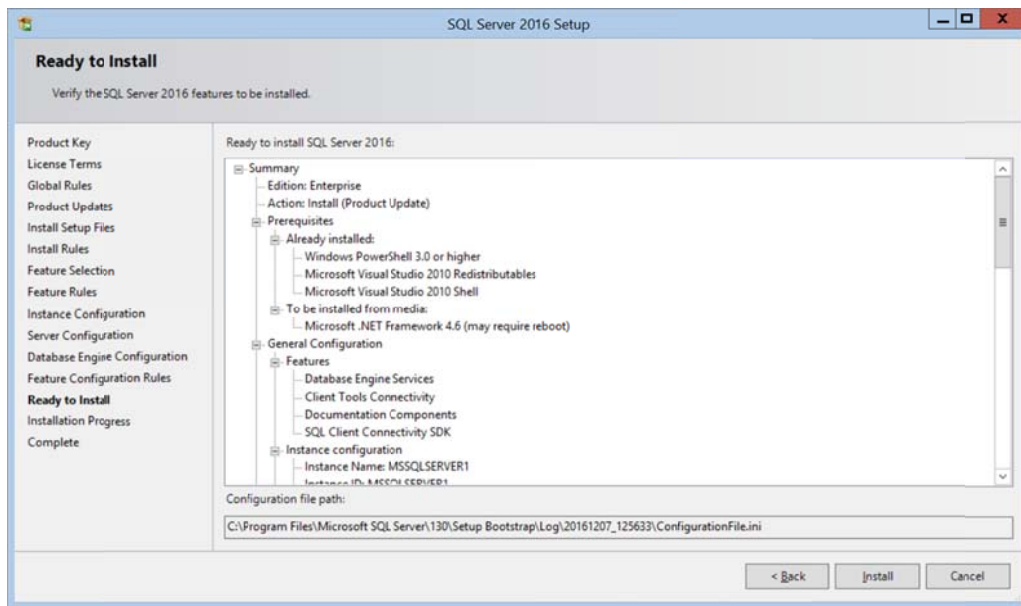 SQL Server 2016 Setup
Ready to Install
Verify the SQL Server 2016 features to be installed.
Product Key
License Terms
Global Rules
Product Updates
Install Setup Files
Install Rules
Feature Selection
Feature Rules
Instance Configuration
Server Configuration
Database Engine Configuration
Feature Configuration Rules
Ready to Install
Installation Progress
Complete
Ready to install SQL Server 2016:
Summary
Edition: Enterprise
Action: Install (Product Update)
Prerequisites
Already installed:
Windows PowerShell 3.0 or higher
Microsoft Visual Studio 2010 Redistributables
Microsoft Visual Studio 2010 Shell
To be installed from media:
Microsoft .NET Framework 4.6 (may require reboot)
General Configuration
Features
Database Engine Services
Client Tools Connectivity
Documentation Components
SQL Client Connectivity SDK
Instance configuration
Instance Name: MSSQLSERVER1
Instance ID: MSSQLSERVER1
Configuration file path:
C:\Program Files\Microsoft SQL Server\130\Setup Bootstrap\Log\20161207_125633\ConfigurationFile.ini
< Back
Install
Cancel